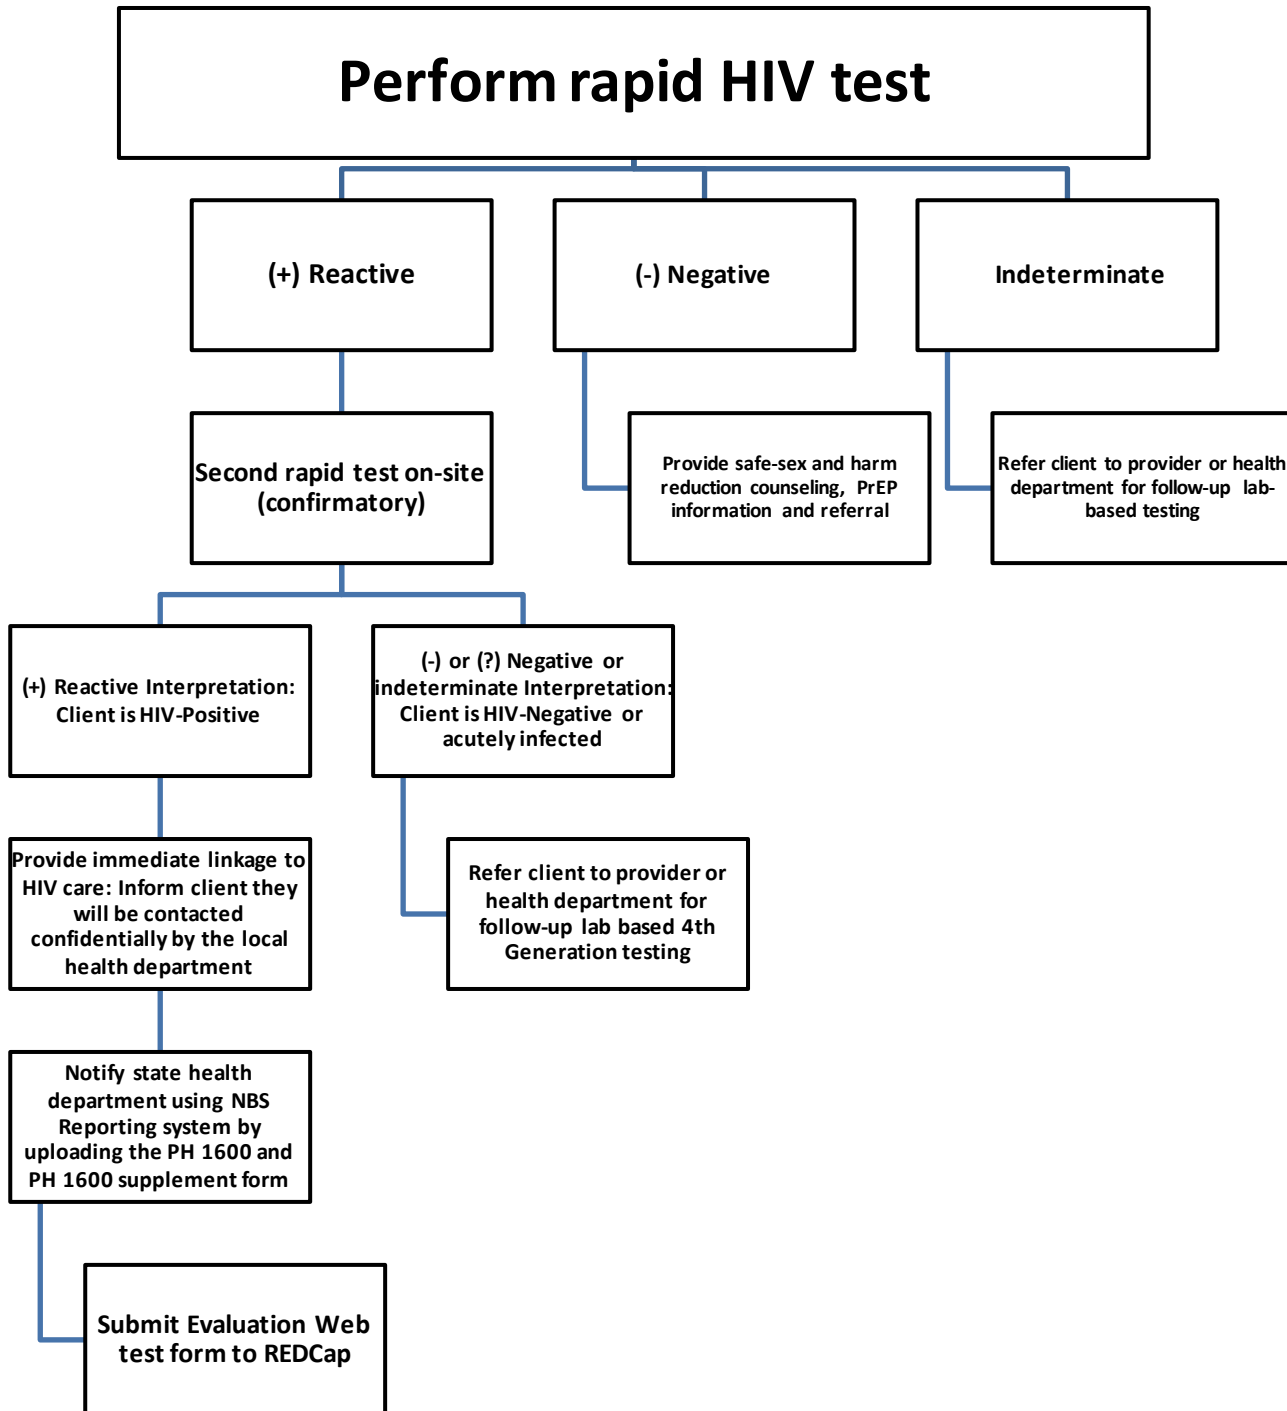 Perform rapid HIV test
(+) Reactive
(-) Negative
Indeterminate
Second rapid test on-site
(confirmatory)
Provide safe-sex and harm
reduction counseling, PrEP
information and referral
Refer client to provider or health
department for follow-up lab-
based testing
(+) Reactive Interpretation:
Client is HIV-Positive
(-) or (?) Negative or
indeterminate Interpretation:
Client is HIV-Negative or
acutely infected
Provide immediate linkage to
HIV care: Inform client they
will be contacted
confidentially by the local
health department
Refer client to provider or
health department for
follow-up lab based 4th
Generation testing
Notify state health
department using NBS
Reporting system by
uploading the PH 1600 and
PH 1600 supplement form
Submit Evaluation Web
test form to REDCap